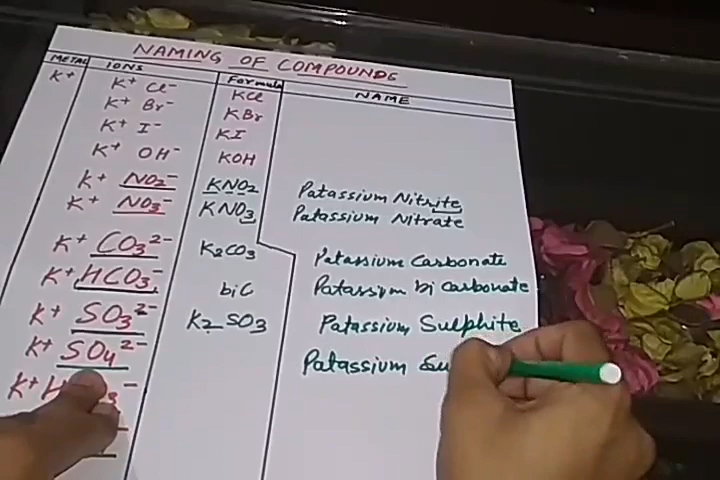 NAMING OF COMPOUNDS
METAL IONS Formula NAME
K+ K+ Cl- KCl
K+ Br- KBr
K+ I- KI
K+ OH- KOH
K+ NO2- KNO2 Patassium Nitrite
K+ NO3- KNO3 Patassium Nitrate
K+ CO3 2- K2CO3 Patassium Carbonate
K+ HCO3- biC Patassium bi carbonate
K+ SO3 2- K2SO3 Patassium Sulphite
K+ SO4 2- Patassium Su
K+ H